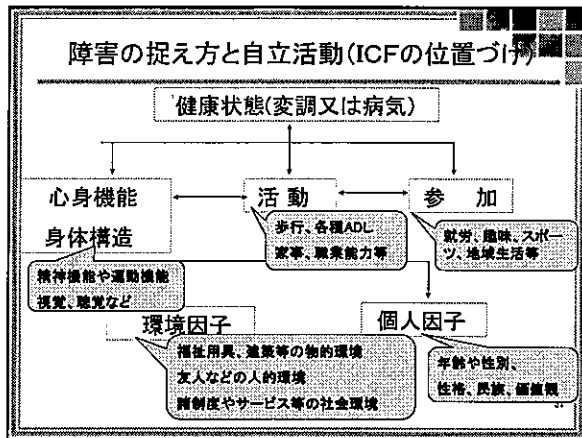 障害の捉え方と自立活動(ICFの位置づけ)
健康状態(変調又は病気)
心身機能
身体構造
活 動
参 加
歩行、各種ADL
家事、職業能力等
就労、趣味、スポー
ツ、地域生活等
精神機能や運動機能
視覚、聴覚など
環境因子
個人因子
福祉用具、建築等の物的環境
友人などの人的環境
諸制度やサービス等の社会環境
年齢や性別、
性格、民族、価値観